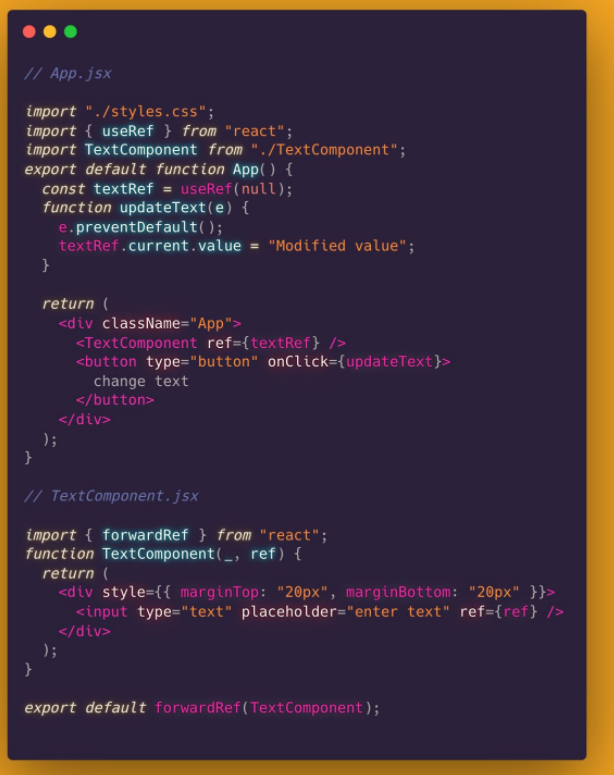 // App.jsx
import "./styles.css";
import { useRef } from "react";
import TextComponent from "./TextComponent";
export default function App() {
  const textRef = useRef(null);
  function updateText(e) {
    e.preventDefault();
    textRef.current.value = "Modified value";
  }
  return (
    <div className="App">
      <TextComponent ref={textRef} />
      <button type="button" onClick={updateText}>
        change text
      </button>
    </div>
  );
}
// TextComponent.jsx
import { forwardRef } from "react";
function TextComponent(_, ref) {
  return (
    <div style={{ marginTop: "20px", marginBottom: "20px" }}>
      <input type="text" placeholder="enter text" ref={ref} />
    </div>
  );
}
export default forwardRef(TextComponent);